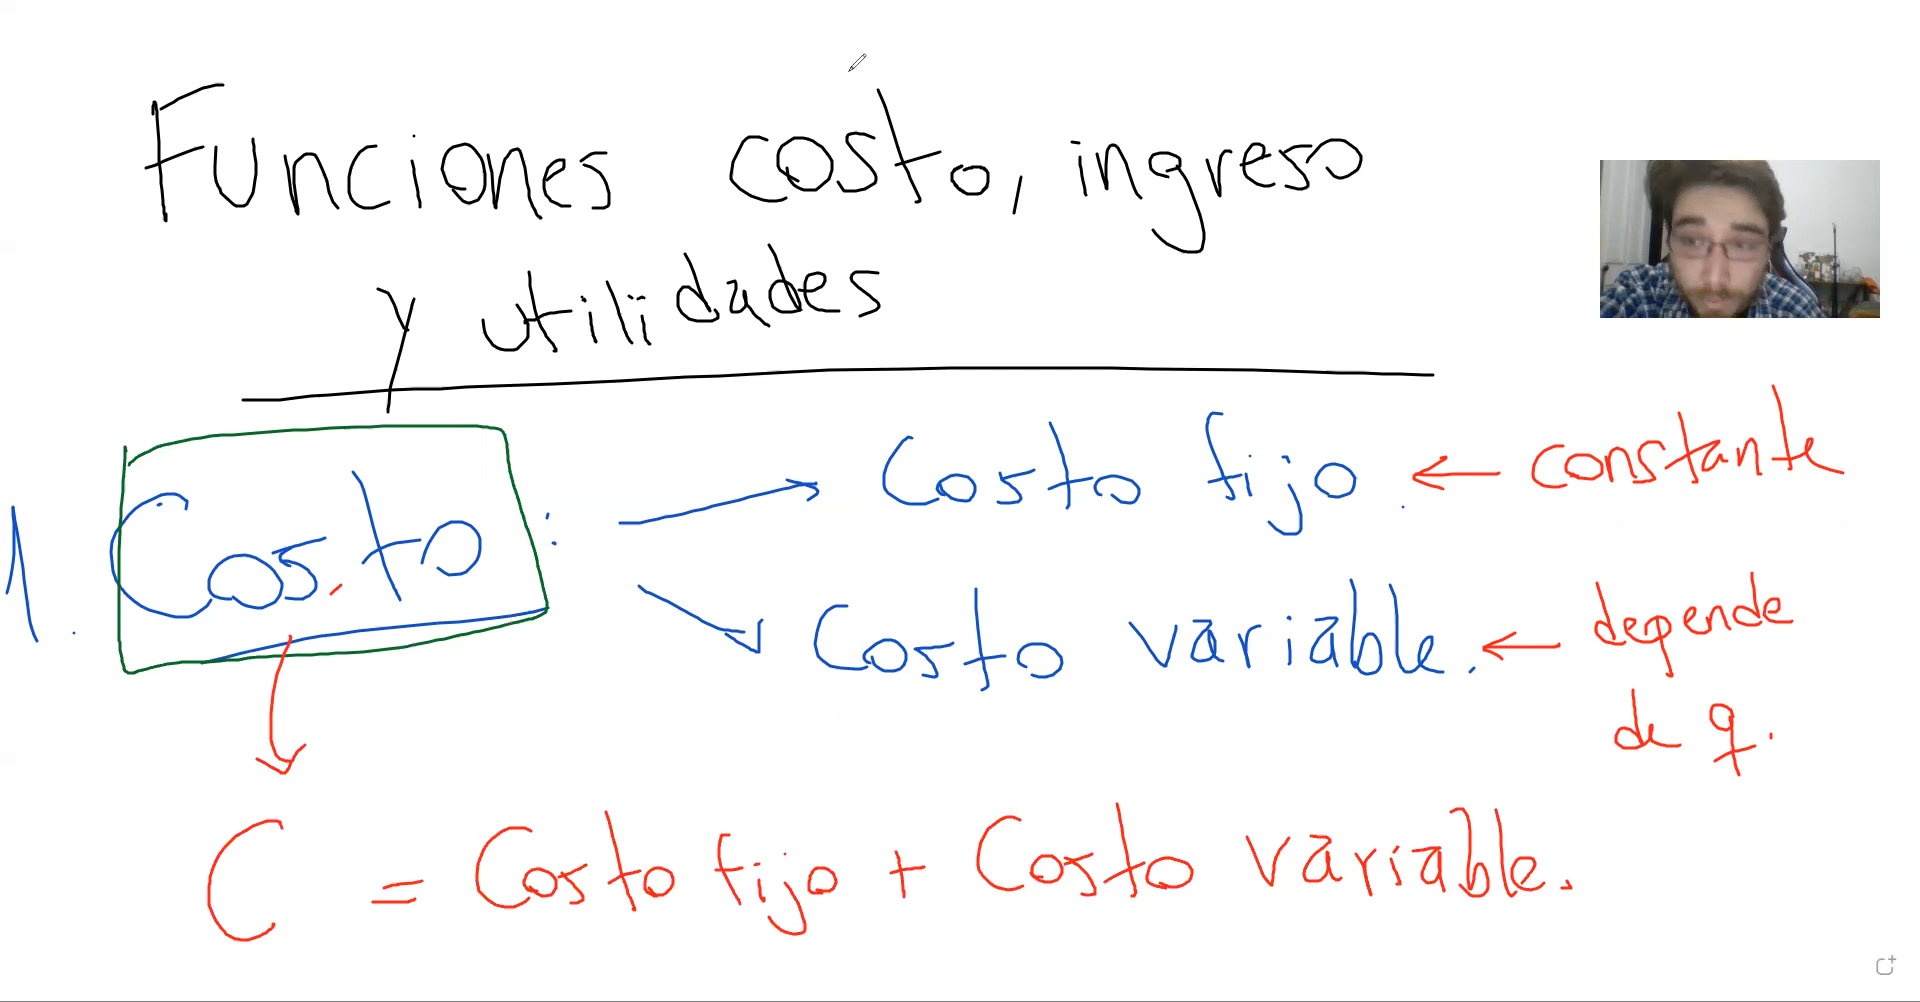 Funciones costo, ingreso
y utilidades
1. Costo: → Costo fijo. ← constante
Costo variable. ← depende
de q.
C = Costo fijo + Costo variable.